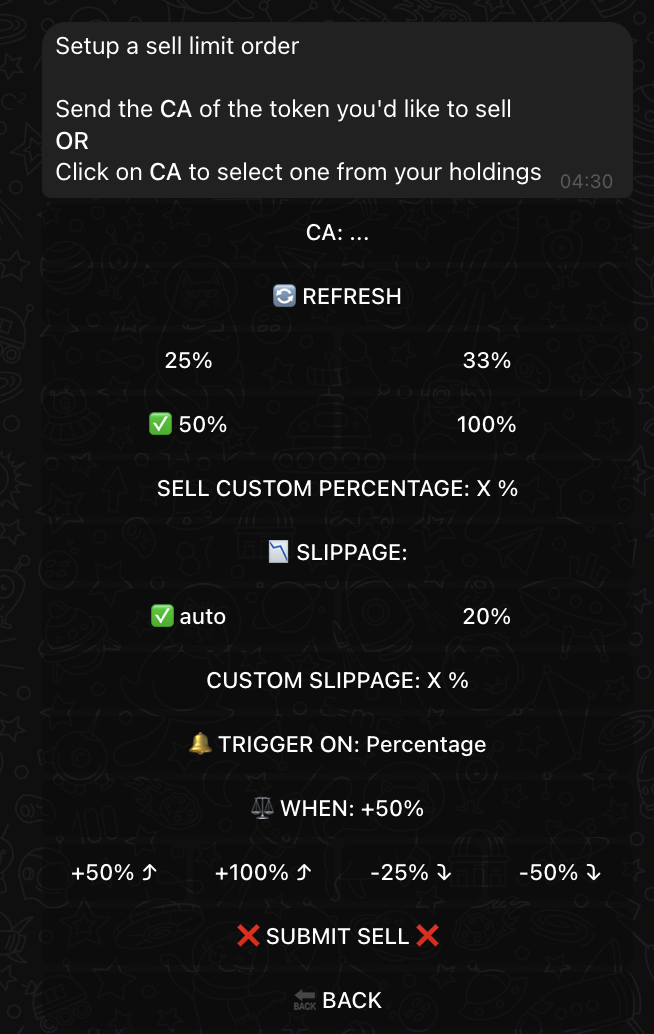 Setup a sell limit order
Send the CA of the token you'd like to sell
OR
Click on CA to select one from your holdings 04:30
CA: ...
🔄 REFRESH
25% 33%
✅ 50% 100%
SELL CUSTOM PERCENTAGE: X %
📉 SLIPPAGE:
✅ auto 20%
CUSTOM SLIPPAGE: X %
🔔 TRIGGER ON: Percentage
⚖️ WHEN: +50%
+50% ⤴ +100% ⤴ -25% ⤵ -50% ⤵
❌ SUBMIT SELL ❌
🔙 BACK